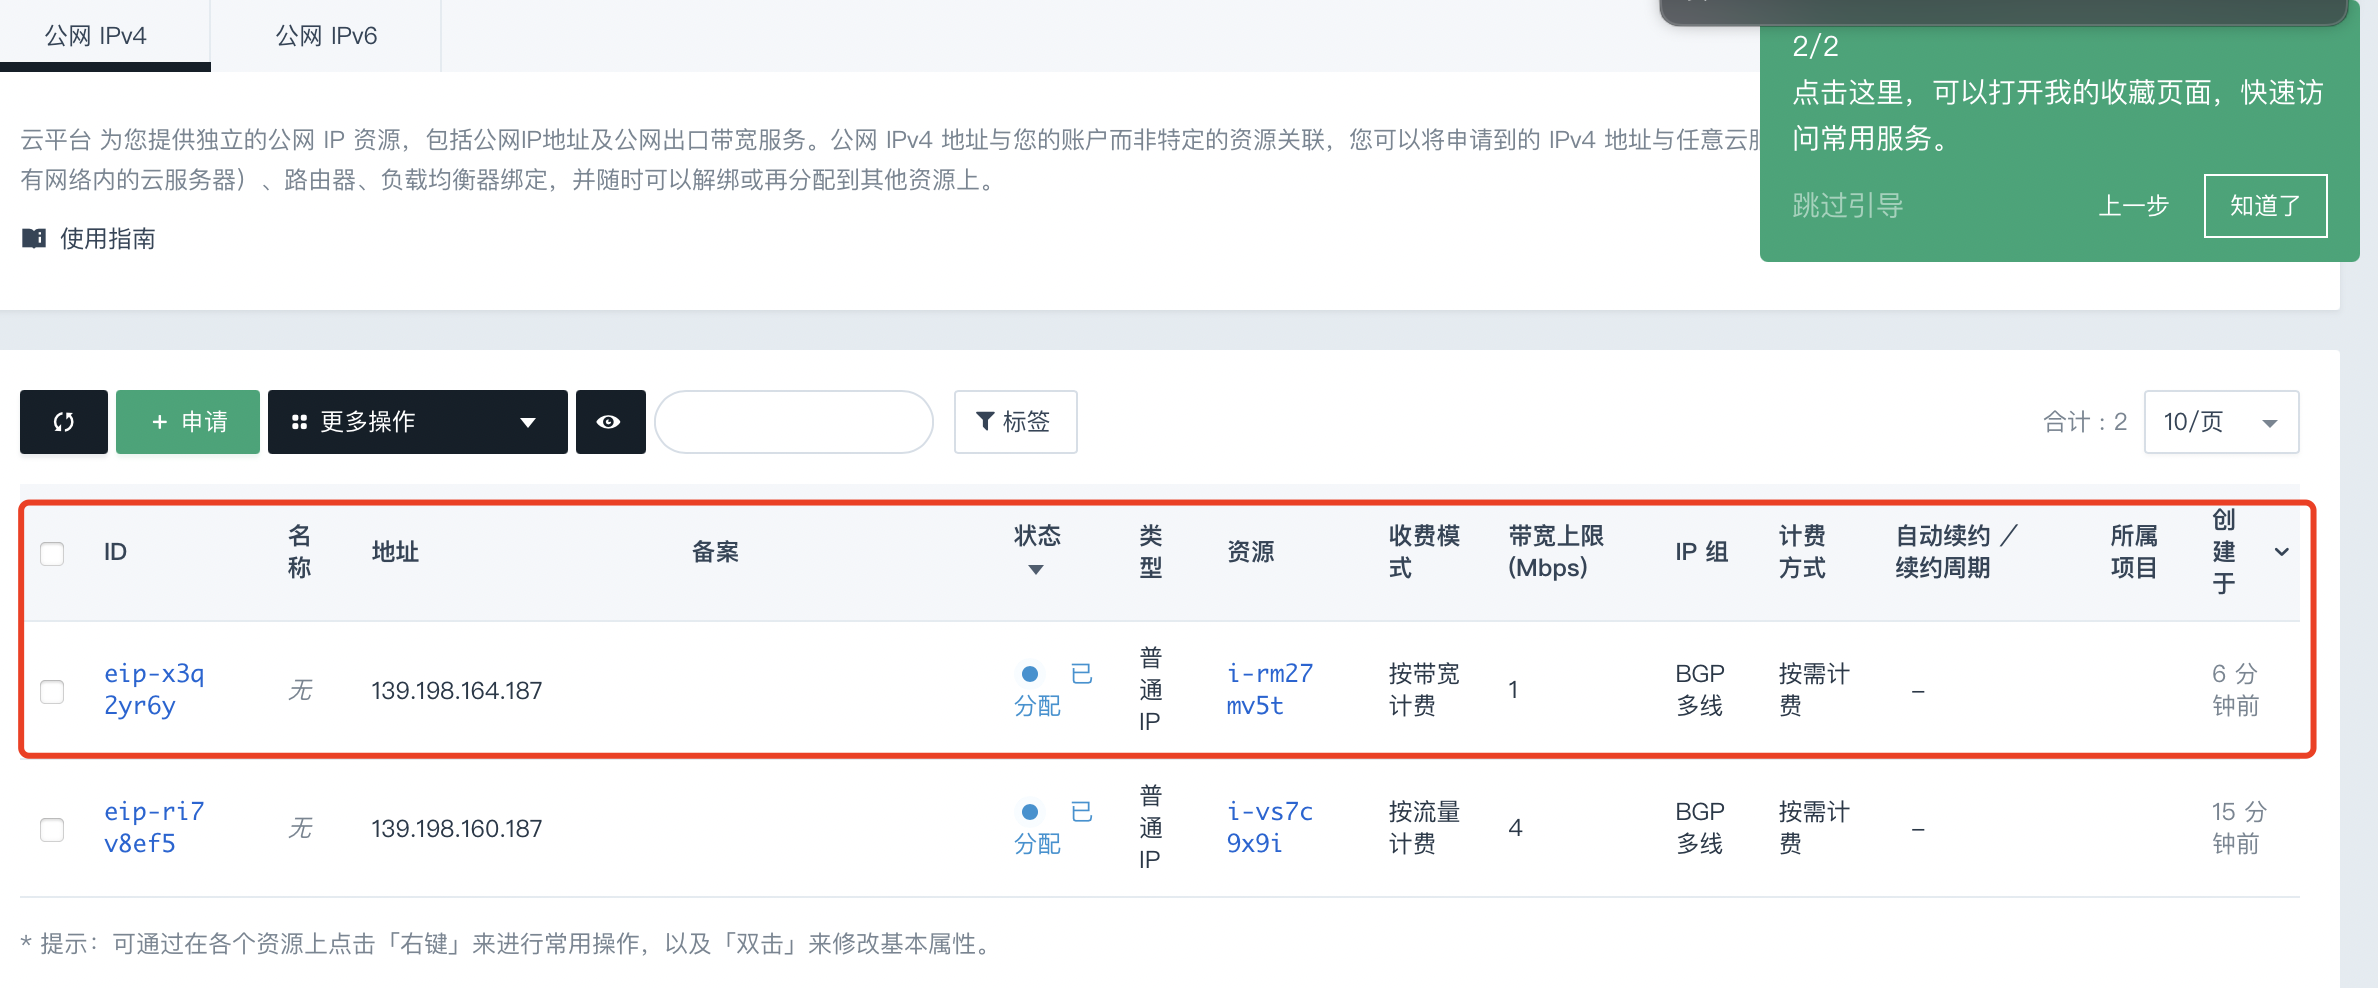 公网 IPv4
公网 IPv6
2/2
点击这里，可以打开我的收藏页面，快速访
问常用服务。
跳过引导
上一步
知道了
云平台 为您提供独立的公网 IP 资源，包括公网IP地址及公网出口带宽服务。公网 IPv4 地址与您的账户而非特定的资源关联，您可以将申请到的 IPv4 地址与任意云
有网络内的云服务器）、路由器、负载均衡器绑定，并随时可以解绑或再分配到其他资源上。
使用指南
+ 申请
更多操作
标签
合计：2
10/页
ID
名
称
地址
备案
状态
类
型
资源
收费模
式
带宽上限
(Mbps)
IP 组
计费
方式
自动续约 ／
续约周期
所属
项目
创
建
于
eip-x3q
2yr6y
无
139.198.164.187
已
分配
普
通
IP
i-rm27
mv5t
按带宽
计费
1
BGP
多线
按需计
费
–
6 分
钟前
eip-ri7
v8ef5
无
139.198.160.187
已
分配
普
通
IP
i-vs7c
9x9i
按流量
计费
4
BGP
多线
按需计
费
–
15 分
钟前
* 提示：可通过在各个资源上点击「右键」来进行常用操作，以及「双击」来修改基本属性。